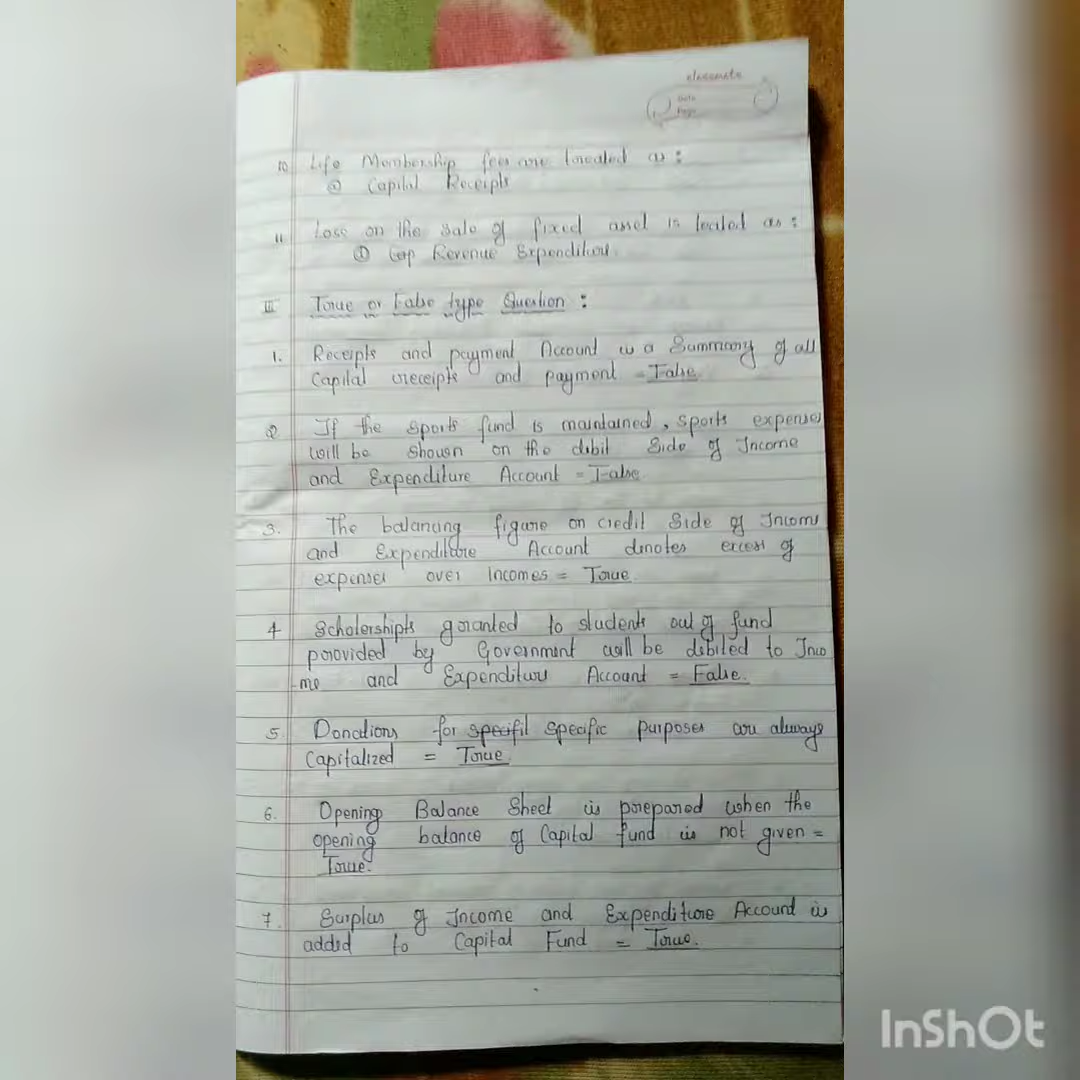 classmate
Date
Page
10. Life Membership fees are treated as :
@ Capital Receipts
11. Loss on the sale of fixed asset is treated as :
Revenue Expenditure.
III True or False type Question :
1. Receipts and payment Account is a Summary of all
Capital receipts and payment = False
2 If the sports fund is maintained, sports expenses
will be shown on the debit Side of Income
and Expenditure Account = False
3. The balancing figure on credit Side of Income
and Expenditure Account denotes excess of
expenses over incomes = True
4 Scholerships granted to students out of fund
provided by Government will be debited to Inco
-me and Expenditure Account = False.
5. Donations for specifil specific purposes are always
Capitalized = True
6. Opening Balance Sheet is prepared when the
opening balance of Capital fund is not given =
True.
7. Surplus of Income and Expenditure Account is
added to Capital Fund = True.
InShOt